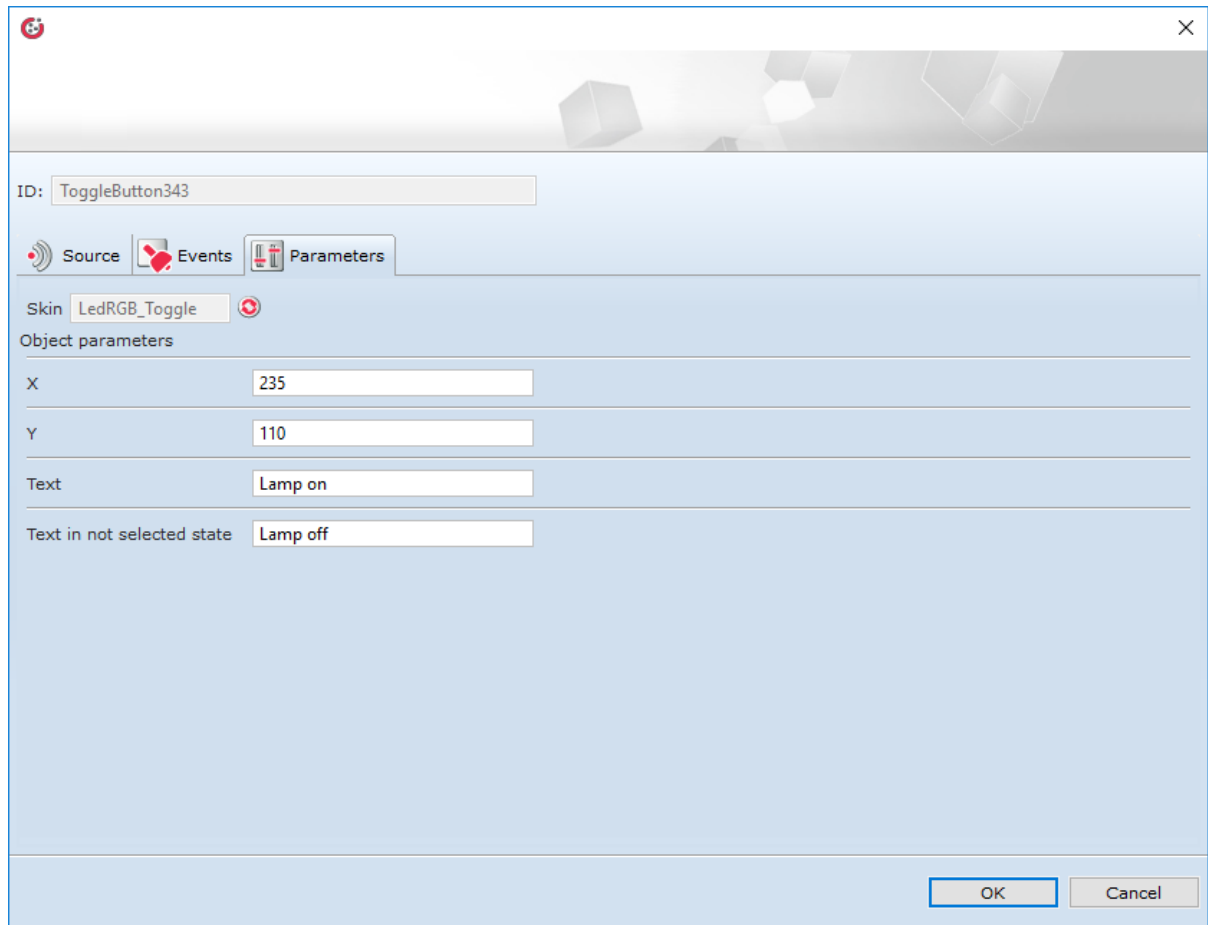 ID: ToggleButton343
Source Events Parameters
Skin LedRGB_Toggle
Object parameters
X 235
Y 110
Text Lamp on
Text in not selected state Lamp off
OK Cancel